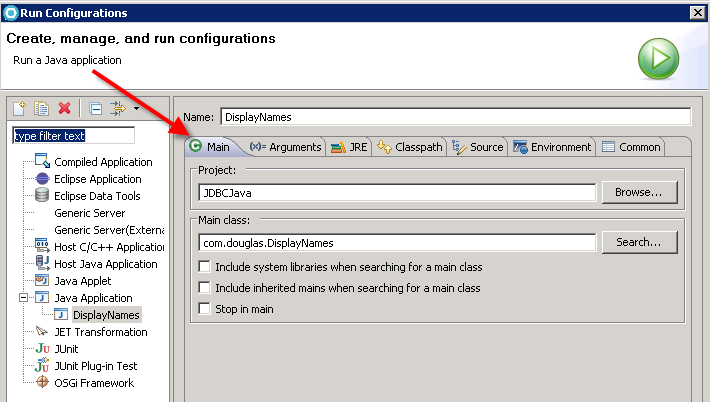 Run Configurations
Create, manage, and run configurations
Run a Java application
type filter text
Compiled Application
Eclipse Application
Eclipse Data Tools
Generic Server
Generic Server(Externa
Host C/C++ Application
Host Java Application
Java Applet
Java Application
DisplayNames
JET Transformation
JUnit
JUnit Plug-in Test
OSGi Framework
Name: DisplayNames
Main (x)= Arguments JRE Classpath Source Environment Common
Project:
JDBCJava Browse...
Main class:
com.douglas.DisplayNames Search...
Include system libraries when searching for a main class
Include inherited mains when searching for a main class
Stop in main